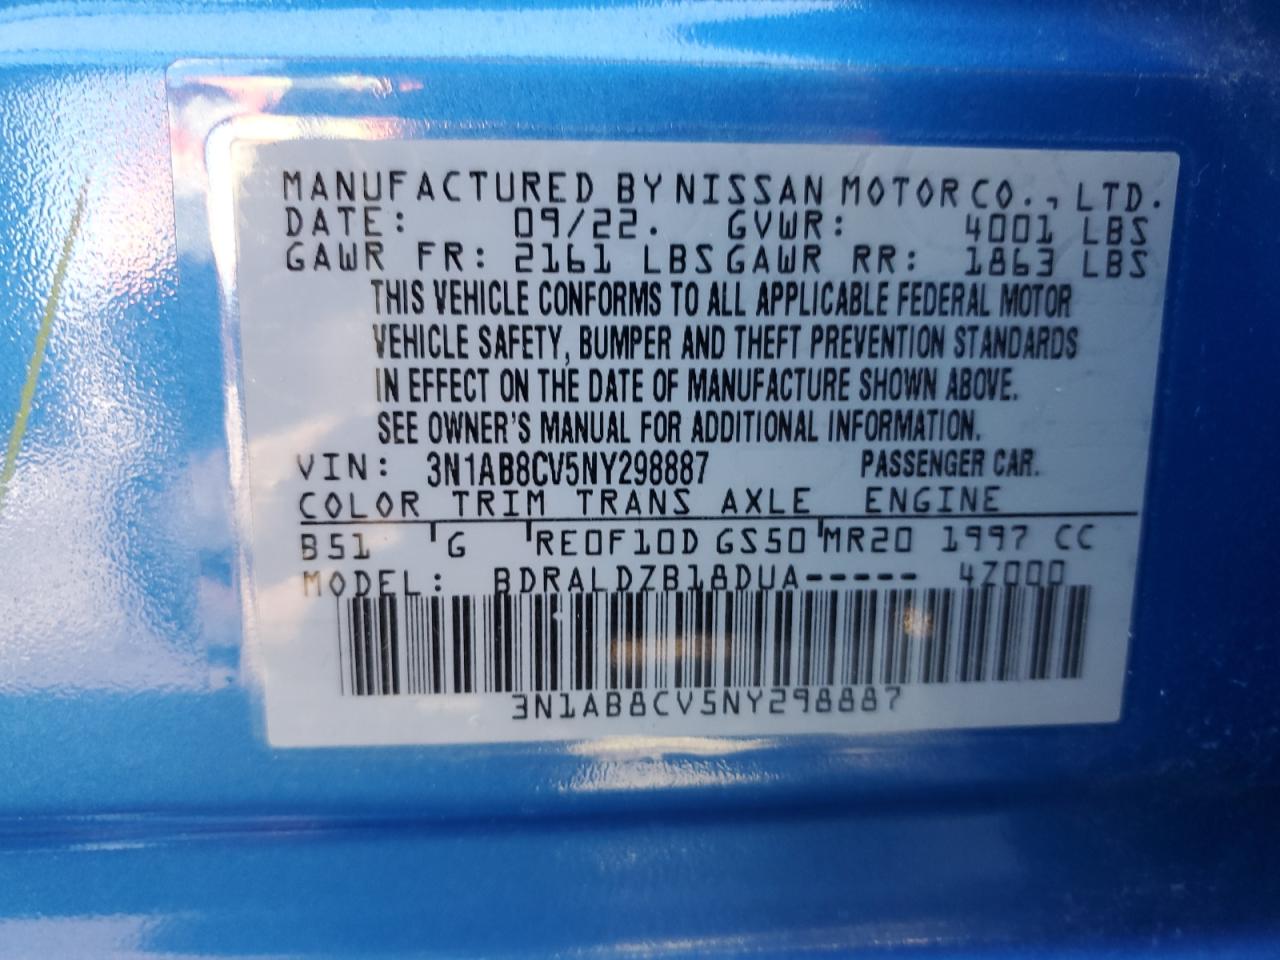 MANUFACTURED BY NISSAN MOTOR CO., LTD.
DATE: 09/22. GVWR: 4001 LBS
GAWR FR: 2161 LBS GAWR RR: 1863 LBS
THIS VEHICLE CONFORMS TO ALL APPLICABLE FEDERAL MOTOR
VEHICLE SAFETY, BUMPER AND THEFT PREVENTION STANDARDS
IN EFFECT ON THE DATE OF MANUFACTURE SHOWN ABOVE.
SEE OWNER'S MANUAL FOR ADDITIONAL INFORMATION.
VIN: 3N1AB8CV5NY298887 PASSENGER CAR.
COLOR TRIM TRANS AXLE ENGINE
B51 G RE0F10D GS50 MR20 1997 CC
MODEL: BDRALDZB18DUA----- 4Z000
3N1AB8CV5NY298887